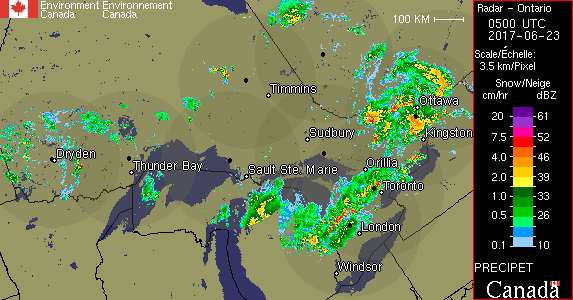 Environment Environnement
Canada Canada
100 KM
Timmins
Ottawa
Sudbury
Kingston
Dryden
Thunder Bay
Sault Ste. Marie
Orillia
Toronto
London
Windsor
Radar - Ontario
0500 UTC
2017-06-23
Scale/Échelle:
3.5 km/Pixel
Snow/Neige
cm/hr dBZ
20 61
7.5 57
5.0 52
4.0 46
2.0 39
1.0 33
0.5 26
0.1 10
PRECIPET
Canada